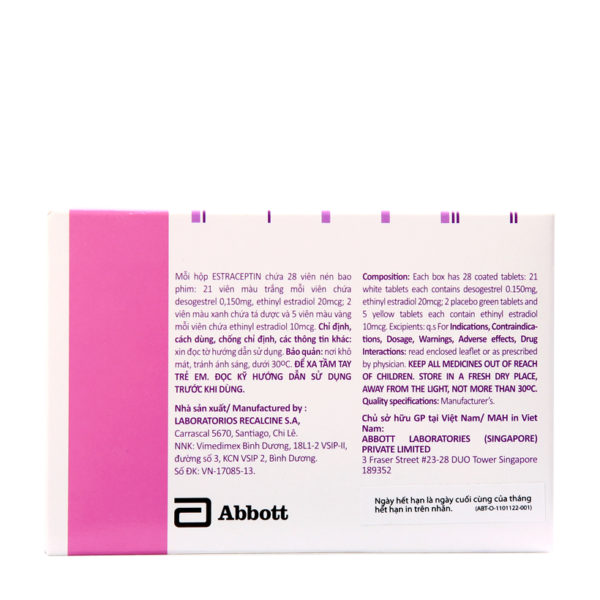 Mỗi hộp ESTRACEPTIN chứa 28 viên nén bao
phim: 21 viên màu trắng mỗi viên chứa
desogestrel 0,150mg, ethinyl estradiol 20mcg; 2
viên màu xanh chứa tá dược và 5 viên màu vàng
mỗi viên chứa ethinyl estradiol 10mcg. Chỉ định,
cách dùng, chống chỉ định, các thông tin khác:
xin đọc tờ hướng dẫn sử dụng. Bảo quản: nơi khô
mát, tránh ánh sáng, dưới 30ºC. ĐỂ XA TẦM TAY
TRẺ EM. ĐỌC KỸ HƯỚNG DẪN SỬ DỤNG
TRƯỚC KHI DÙNG.
Nhà sản xuất/ Manufactured by :
LABORATORIOS RECALCINE S.A,
Carrascal 5670, Santiago, Chi Lê.
NNK: Vimedimex Bình Dương, 18L1-2 VSIP-II,
đường số 3, KCN VSIP 2, Bình Dương.
Số ĐK: VN-17085-13.
Abbott
Composition: Each box has 28 coated tablets: 21
white tablets each contains desogestrel 0.150mg,
ethinyl estradiol 20mcg; 2 placebo green tablets and
5 yellow tablets each contain ethinyl estradiol
10mcg. Excipients: q.s For Indications, Contraindica-
tions, Dosage, Warnings, Adverse effects, Drug
Interactions: read enclosed leaflet or as prescribed
by physician. KEEP ALL MEDICINES OUT OF REACH
OF CHILDREN. STORE IN A FRESH DRY PLACE,
AWAY FROM THE LIGHT, NOT MORE THAN 30ºC.
Quality specifications: Manufacturer's.
Chủ sở hữu GP tại Việt Nam/ MAH in Viet
Nam:
ABBOTT LABORATORIES (SINGAPORE)
PRIVATE LIMITED
3 Fraser Street #23-28 DUO Tower Singapore
189352
Ngày hết hạn là ngày cuối cùng của tháng
hết hạn in trên nhãn. (ABT-O-1101122-001)